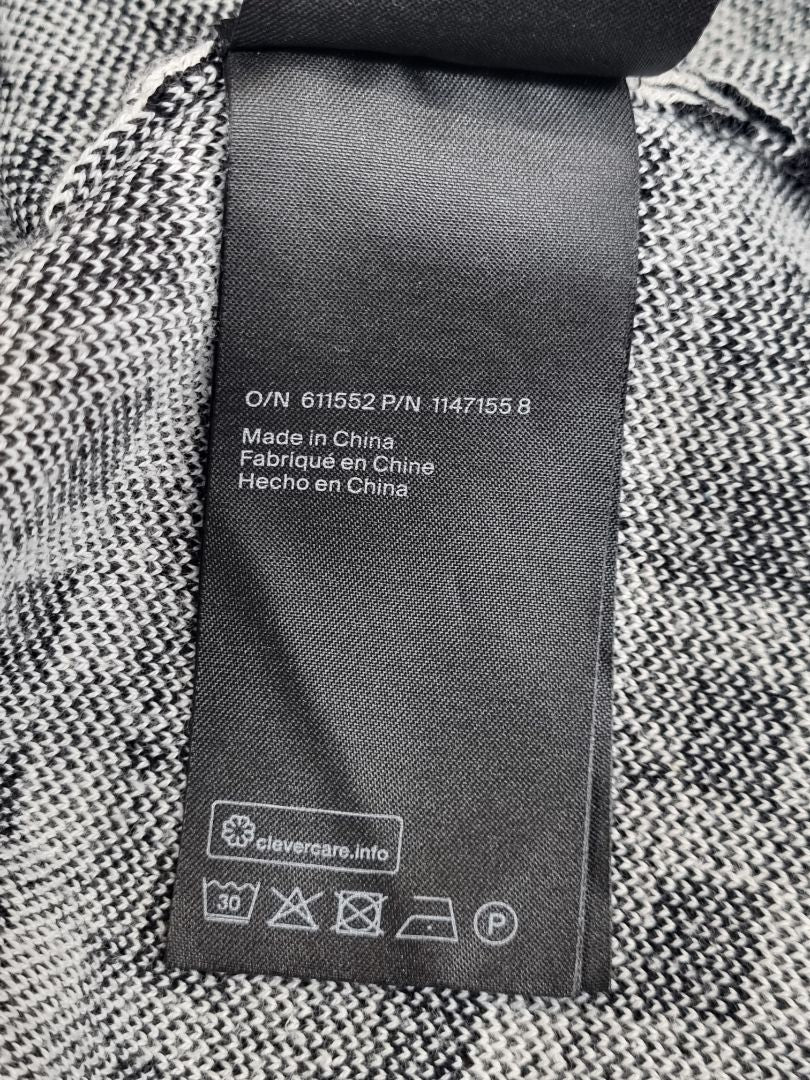 O/N 611552 P/N 1147155 8
Made in China
Fabriqué en Chine
Hecho en China
clevercare.info
30
P